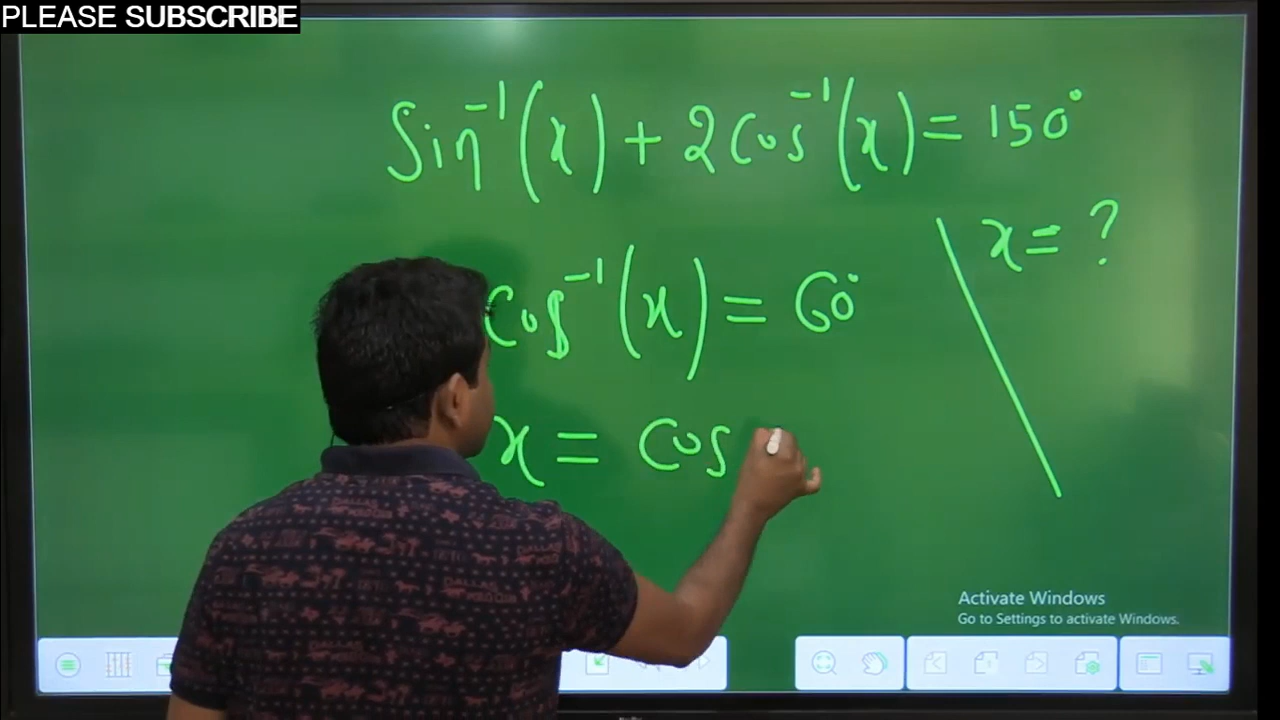 PLEASE SUBSCRIBE
Sin⁻¹(x) + 2Cos⁻¹(x) = 150°
x = ?
Cos⁻¹(x) = 60°
x = Cos
Activate Windows
Go to Settings to activate Windows.